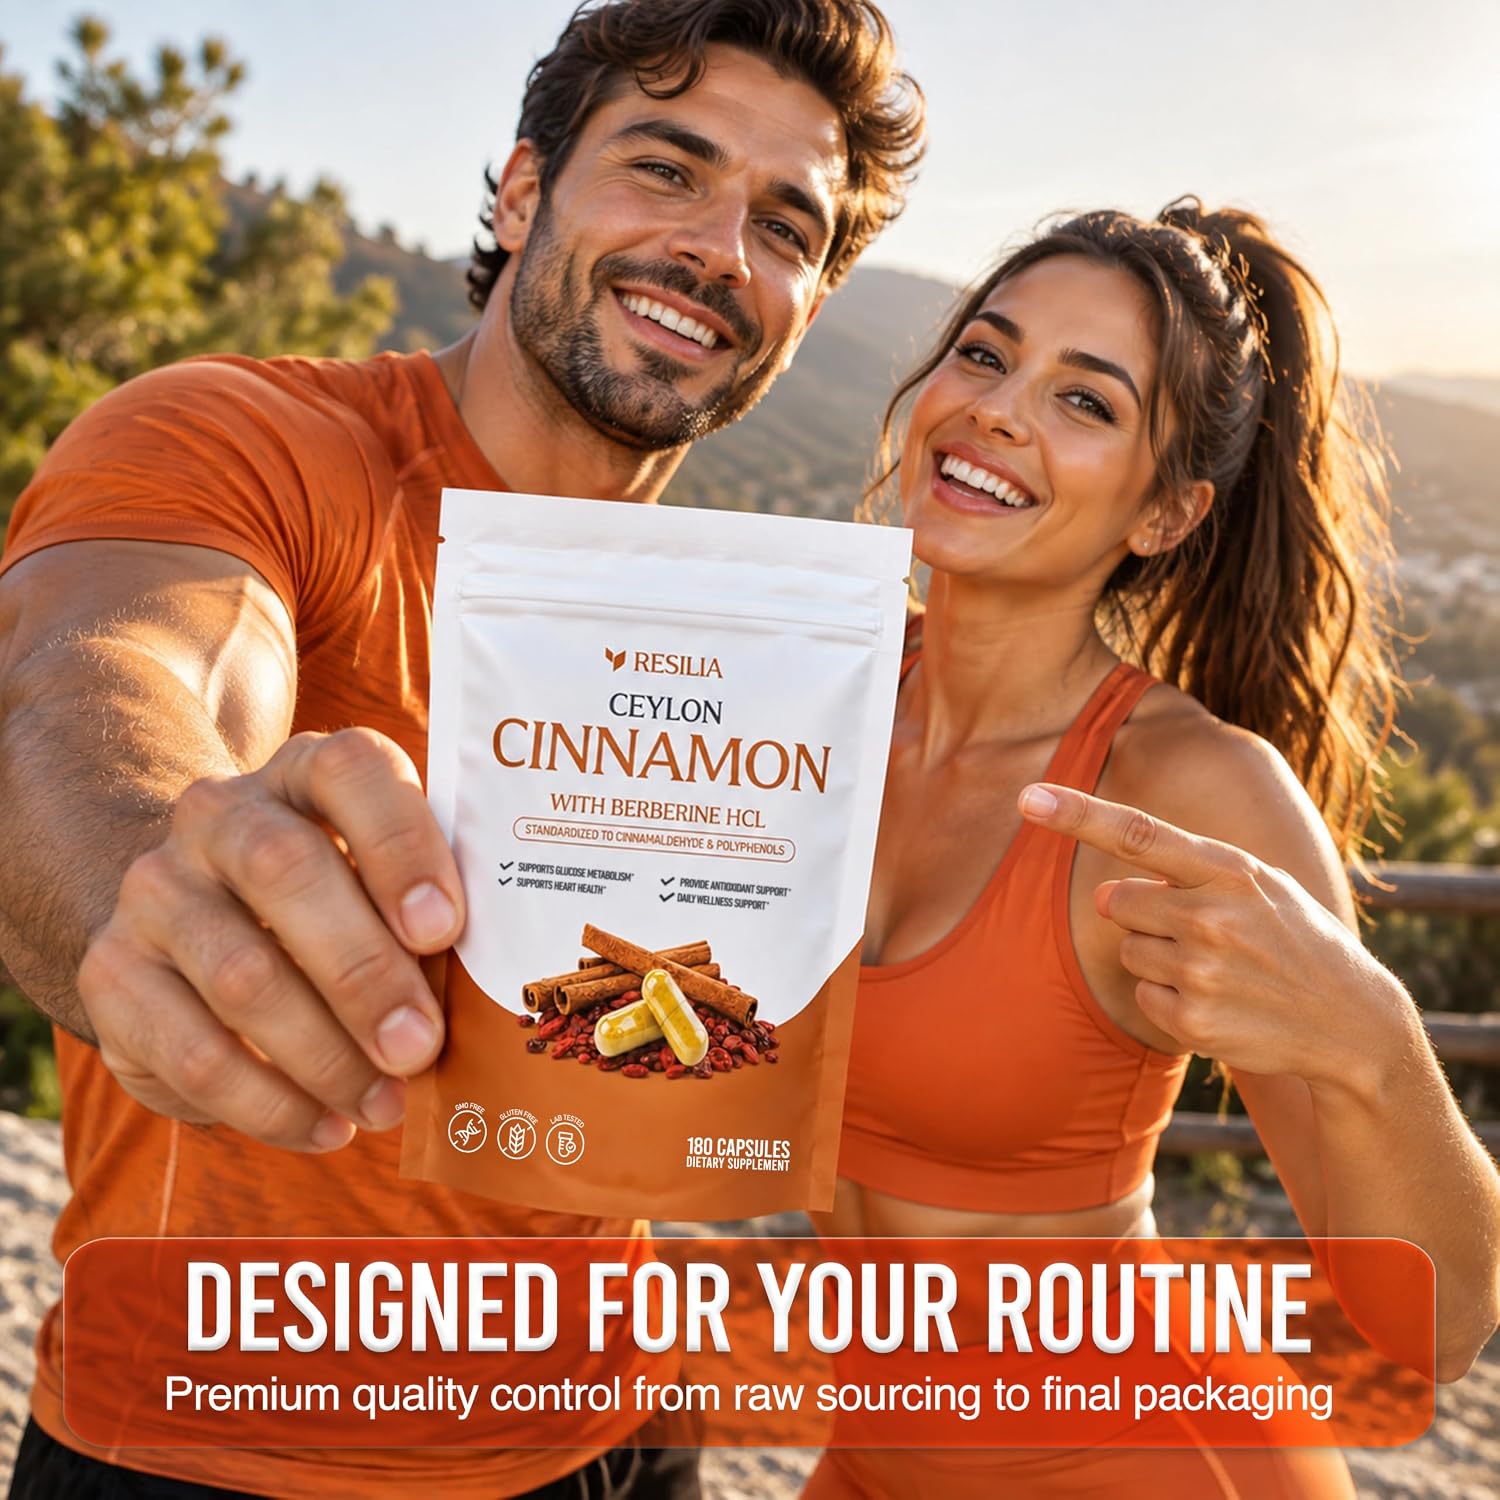 RESILIA
CEYLON
CINNAMON
WITH BERBERINE HCL
STANDARDIZED TO CINNAMALDEHYDE & POLYPHENOLS
SUPPORTS GLUCOSE METABOLISM*
SUPPORTS HEART HEALTH*
PROVIDE ANTIOXIDANT SUPPORT*
DAILY WELLNESS SUPPORT*
GMO FREE
GLUTEN FREE
LAB TESTED
180 CAPSULES
DIETARY SUPPLEMENT
DESIGNED FOR YOUR ROUTINE
Premium quality control from raw sourcing to final packaging